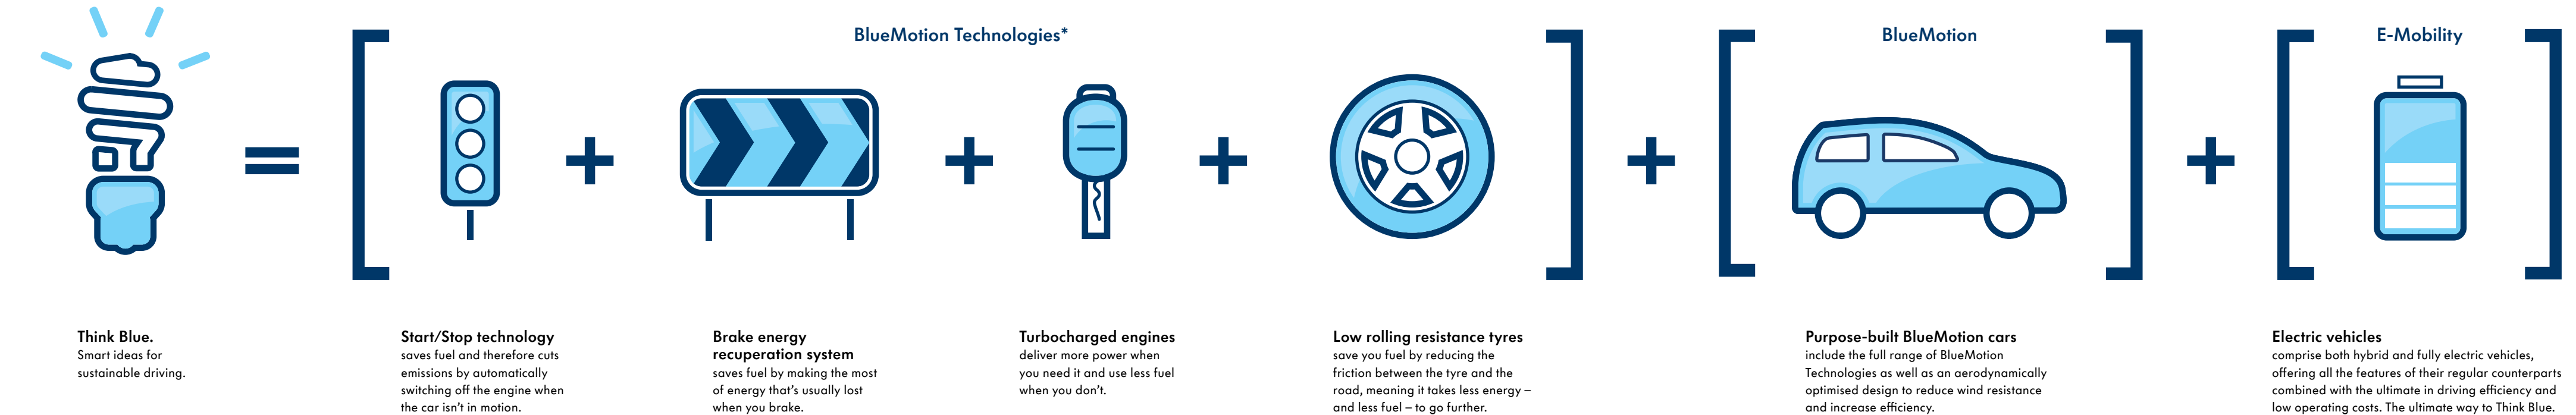 BlueMotion Technologies*
BlueMotion
E-Mobility
Think Blue.
Smart ideas for
sustainable driving.
Start/Stop technology
saves fuel and therefore cuts
emissions by automatically
switching off the engine when
the car isn’t in motion.
Brake energy
recuperation system
saves fuel by making the most
of energy that’s usually lost
when you brake.
Turbocharged engines
deliver more power when
you need it and use less fuel
when you don’t.
Low rolling resistance tyres
save you fuel by reducing the
friction between the tyre and the
road, meaning it takes less energy –
and less fuel – to go further.
Purpose-built BlueMotion cars
include the full range of BlueMotion
Technologies as well as an aerodynamically
optimised design to reduce wind resistance
and increase efficiency.
Electric vehicles
comprise both hybrid and fully electric vehicles,
offering all the features of their regular counterparts
combined with the ultimate in driving efficiency and
low operating costs. The ultimate way to Think Blue.